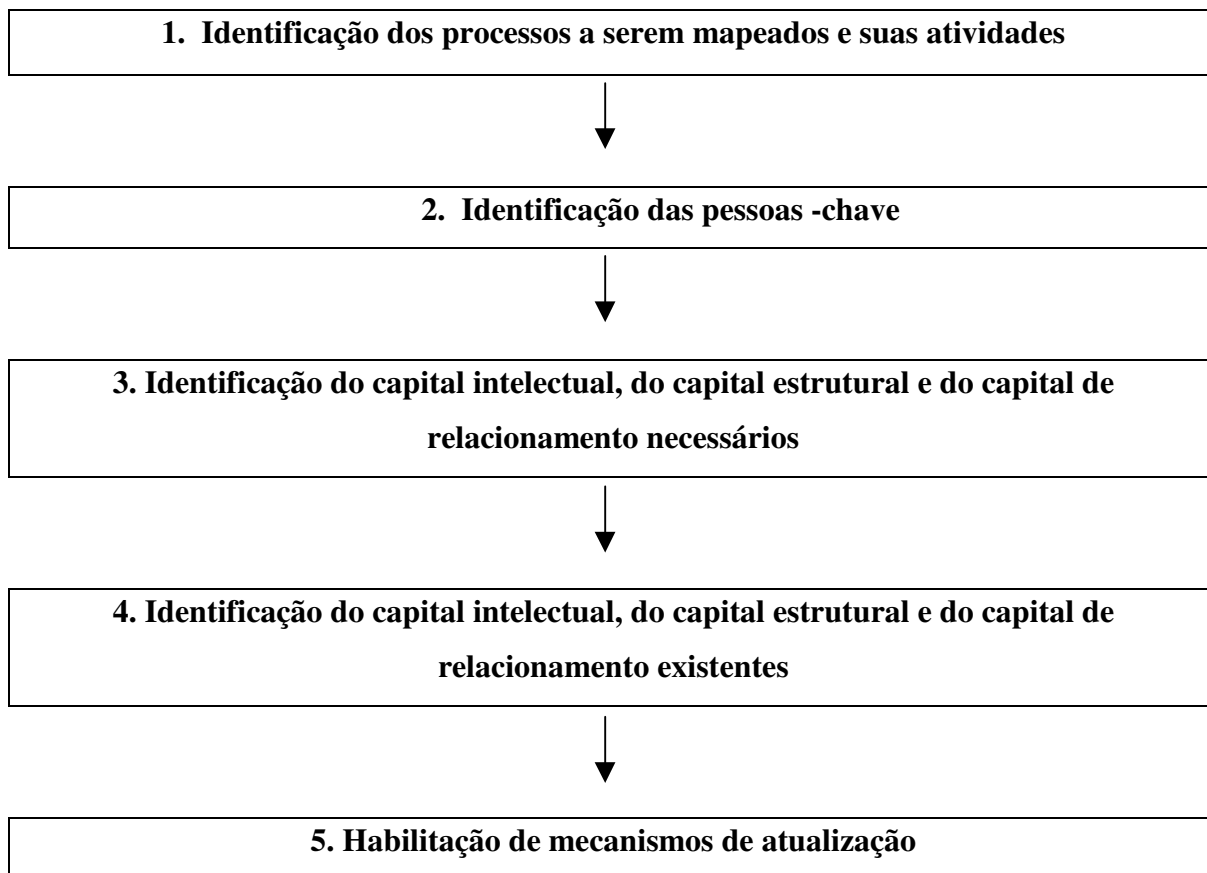 1. Identificação dos processos a serem mapeados e suas atividades
2. Identificação das pessoas -chave
3. Identificação do capital intelectual, do capital estrutural e do capital de
relacionamento necessários
4. Identificação do capital intelectual, do capital estrutural e do capital de
relacionamento existentes
5. Habilitação de mecanismos de atualização